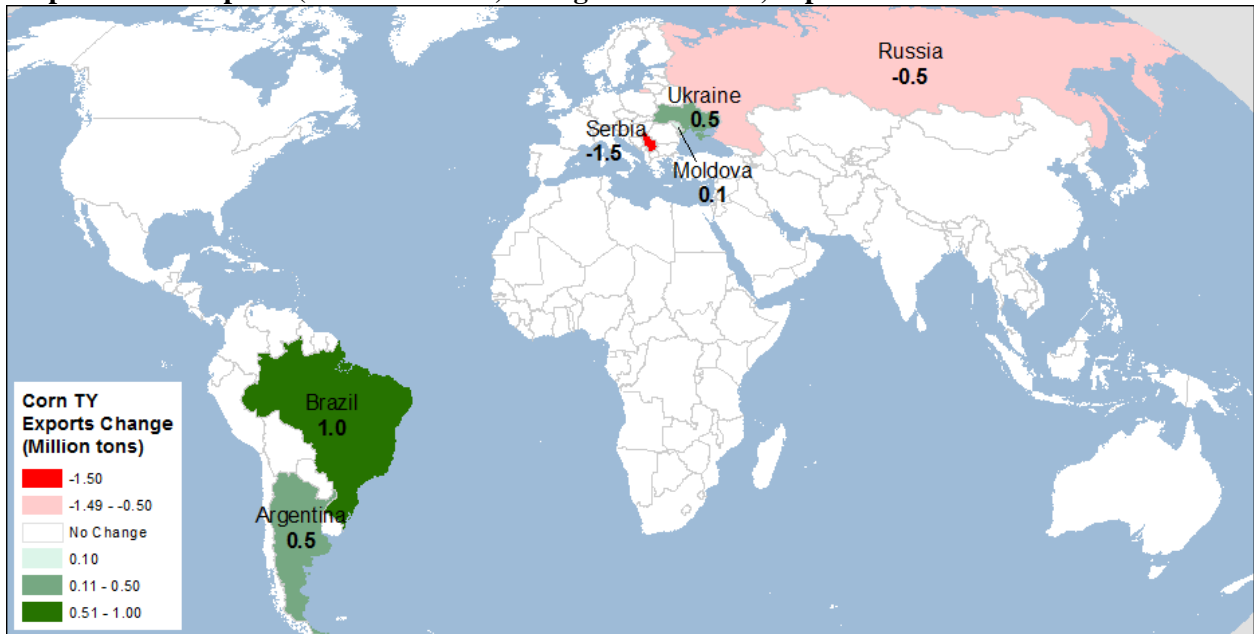 Russia
-0.5
Ukraine
0.5
Serbia
-1.5
Moldova
0.1
Brazil
1.0
Argentina
0.5
Corn TY
Exports Change
(Million tons)
-1.50
-1.49 - -0.50
No Change
0.10
0.11 - 0.50
0.51 - 1.00